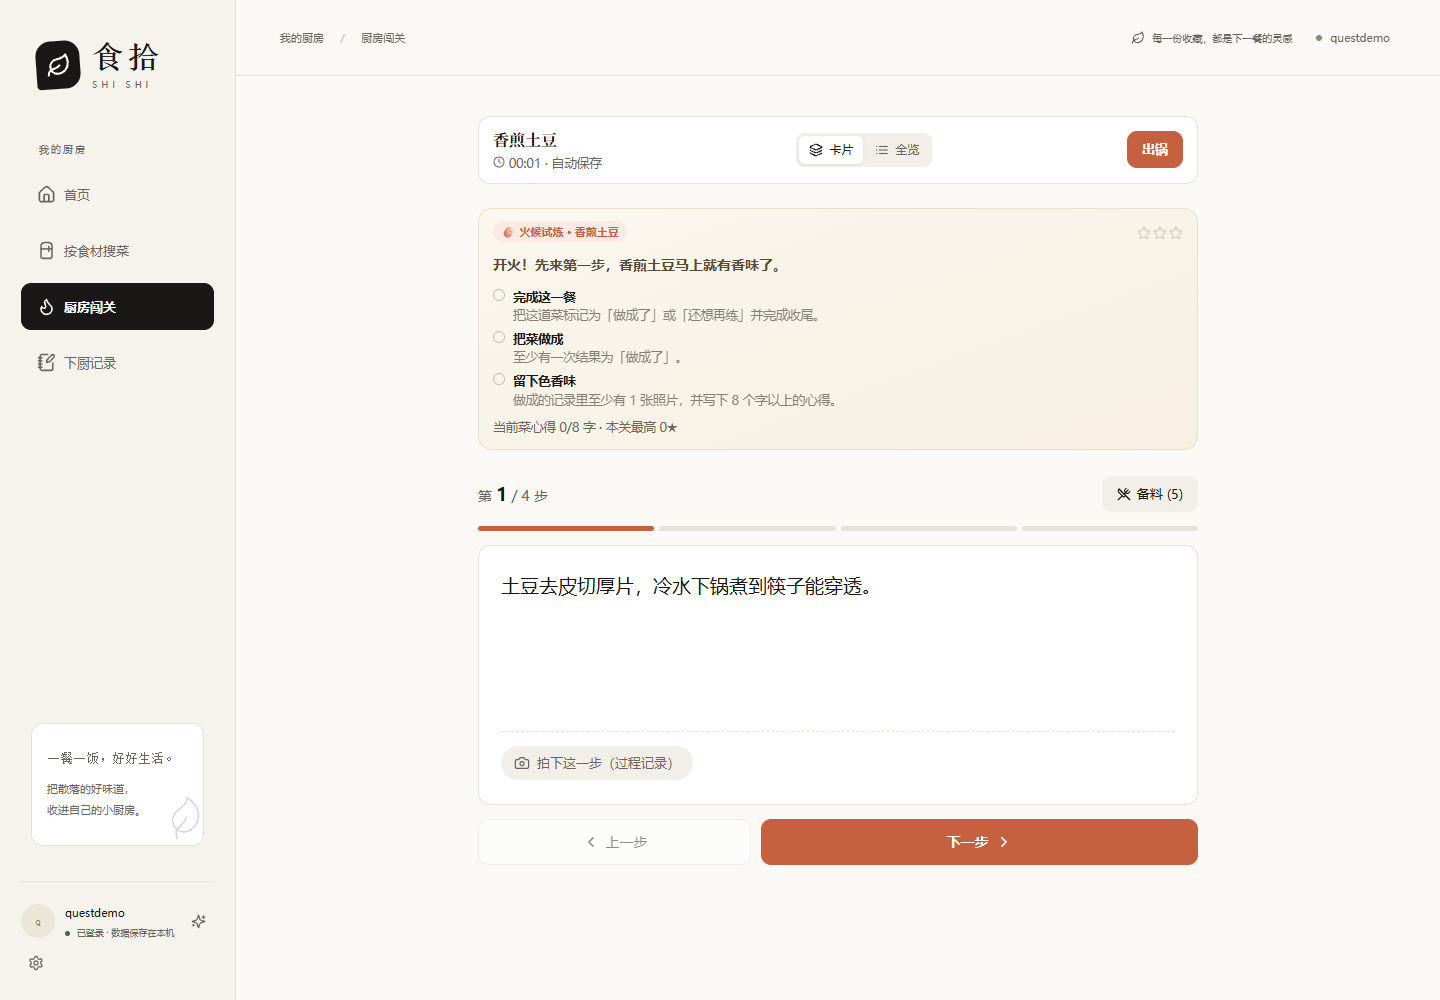 食拾
SHI SHI
我的厨房
首页
按食材搜菜
厨房闯关
下厨记录
一餐一饭，好好生活。
把散落的好味道，
收进自己的小厨房。
Q
questdemo
已登录 · 数据保存在本机
我的厨房 / 厨房闯关
每一份收藏，都是下一餐的灵感
questdemo
香煎土豆
00:01 · 自动保存
卡片
全览
出锅
火候试炼 • 香煎土豆
开火！先来第一步，香煎土豆马上就有香味了。
完成这一餐
把这道菜标记为「做成了」或「还想再练」并完成收尾。
把菜做成
至少有一次结果为「做成了」。
留下色香味
做成的记录里至少有 1 张照片，并写下 8 个字以上的心得。
当前菜心得 0/8 字 · 本关最高 0★
第 1 / 4 步
备料 (5)
土豆去皮切厚片，冷水下锅煮到筷子能穿透。
拍下这一步（过程记录）
上一步
下一步